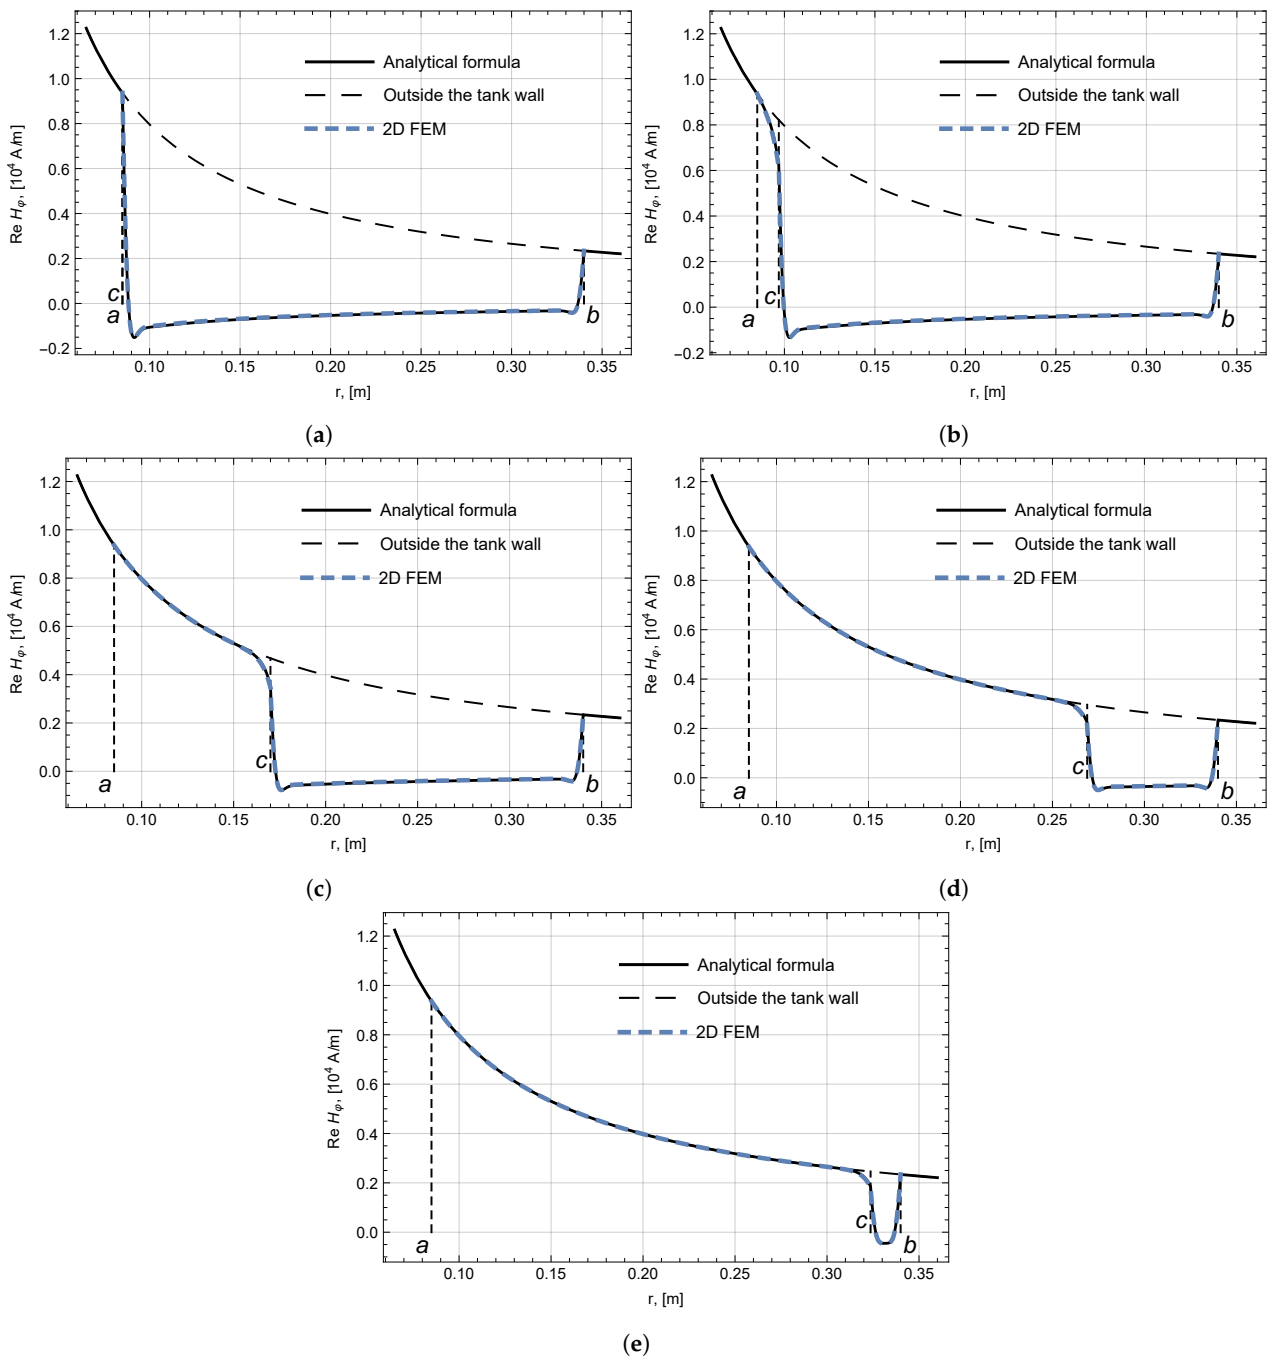 1.2
1.0
0.8
0.6
0.4
0.2
0.0
−0.2
Re Hφ, [10⁴ A/m]
Analytical formula
Outside the tank wall
2D FEM
c
a
b
0.10 0.15 0.20 0.25 0.30 0.35
r, [m]
(a)
1.2
1.0
0.8
0.6
0.4
0.2
0.0
−0.2
Re Hφ, [10⁴ A/m]
Analytical formula
Outside the tank wall
2D FEM
a
c
b
0.10 0.15 0.20 0.25 0.30 0.35
r, [m]
(b)
1.2
1.0
0.8
0.6
0.4
0.2
0.0
Re Hφ, [10⁴ A/m]
Analytical formula
Outside the tank wall
2D FEM
a
c
b
0.10 0.15 0.20 0.25 0.30 0.35
r, [m]
(c)
1.2
1.0
0.8
0.6
0.4
0.2
0.0
Re Hφ, [10⁴ A/m]
Analytical formula
Outside the tank wall
2D FEM
a
c
b
0.10 0.15 0.20 0.25 0.30 0.35
r, [m]
(d)
1.2
1.0
0.8
0.6
0.4
0.2
0.0
Re Hφ, [10⁴ A/m]
Analytical formula
Outside the tank wall
2D FEM
a
c
b
0.10 0.15 0.20 0.25 0.30 0.35
r, [m]
(e)